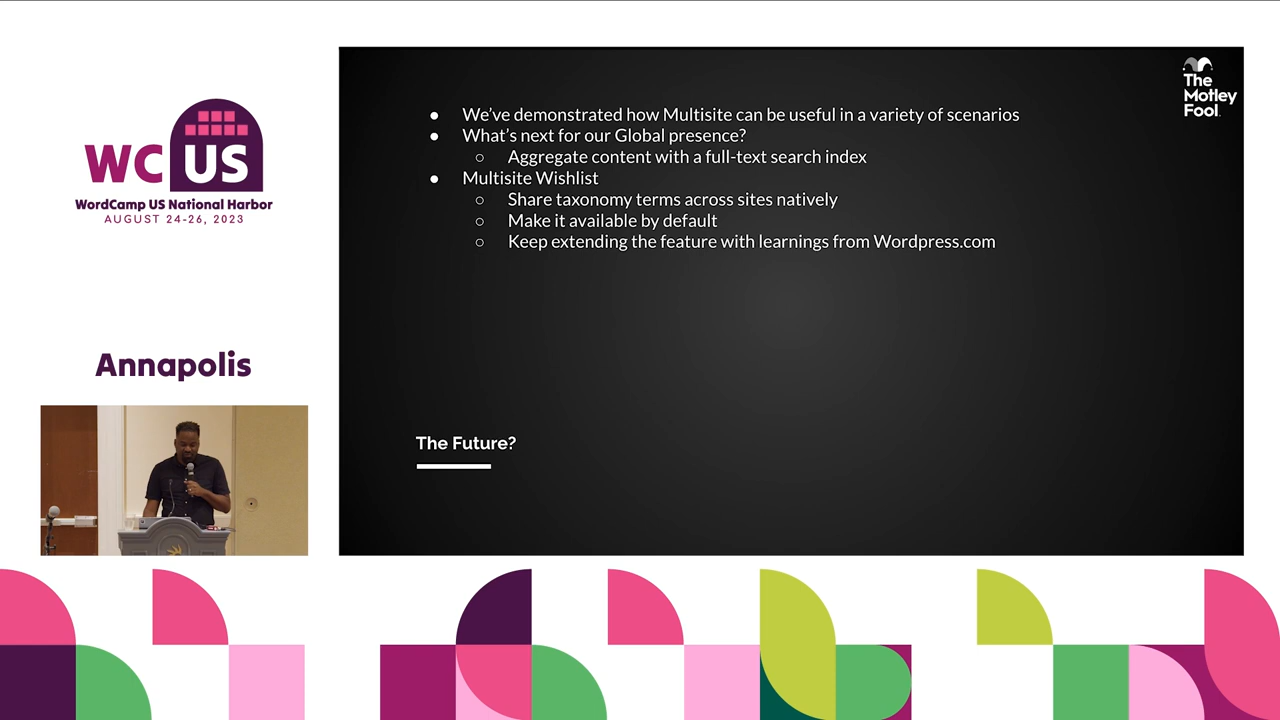 WC US
WordCamp US National Harbor
AUGUST 24-26, 2023
Annapolis
The
Motley
Fool.
● We've demonstrated how Multisite can be useful in a variety of scenarios
● What's next for our Global presence?
○ Aggregate content with a full-text search index
● Multisite Wishlist
○ Share taxonomy terms across sites natively
○ Make it available by default
○ Keep extending the feature with learnings from Wordpress.com
The Future?